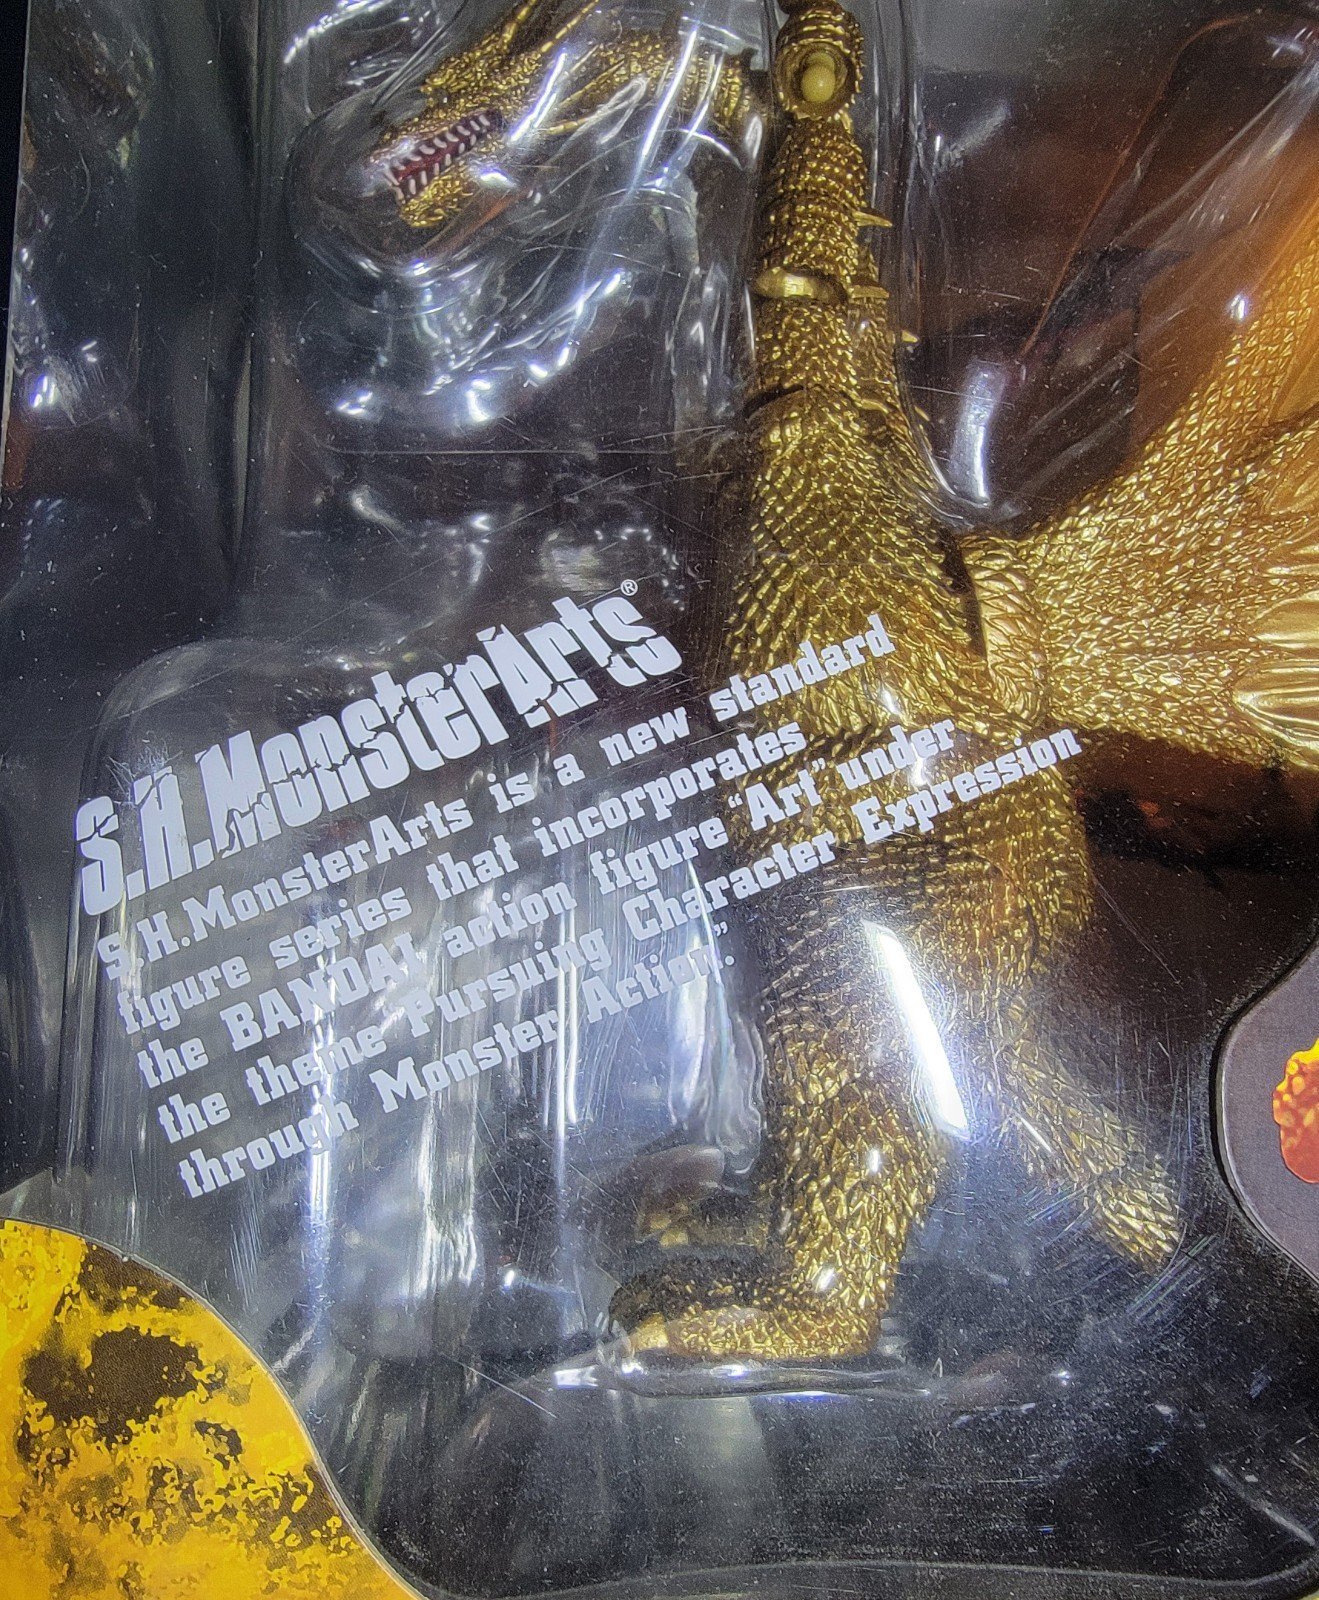 S.H.MonsterArts®
S.H.MonsterArts is a new standard
figure series that incorporates
the BANDAI action figure “Art” under
the theme Pursuing Character Expression
through Monster Action.”